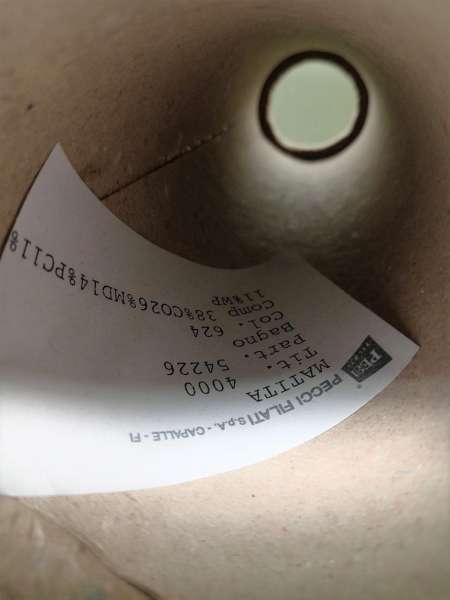 PECCI FILATI S.p.A. - CAPALLE - FI
MATITA
Tit. 4000
Part. 54226
Bagno
Col. 624
Comp 38%CO26%MD14%PC11%
11%WP